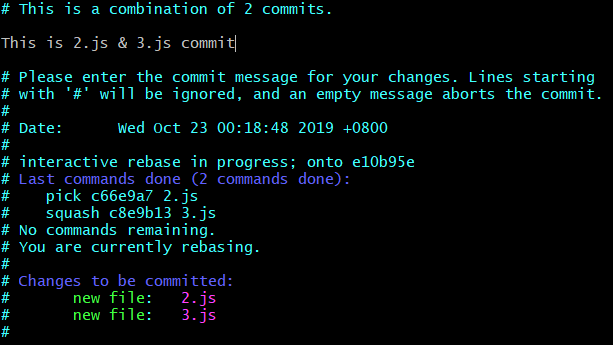 # This is a combination of 2 commits.

This is 2.js & 3.js commit

# Please enter the commit message for your changes. Lines starting
# with '#' will be ignored, and an empty message aborts the commit.
#
# Date:      Wed Oct 23 00:18:48 2019 +0800
#
# interactive rebase in progress; onto e10b95e
# Last commands done (2 commands done):
#    pick c66e9a7 2.js
#    squash c8e9b13 3.js
# No commands remaining.
# You are currently rebasing.
#
# Changes to be committed:
#       new file:   2.js
#       new file:   3.js
#